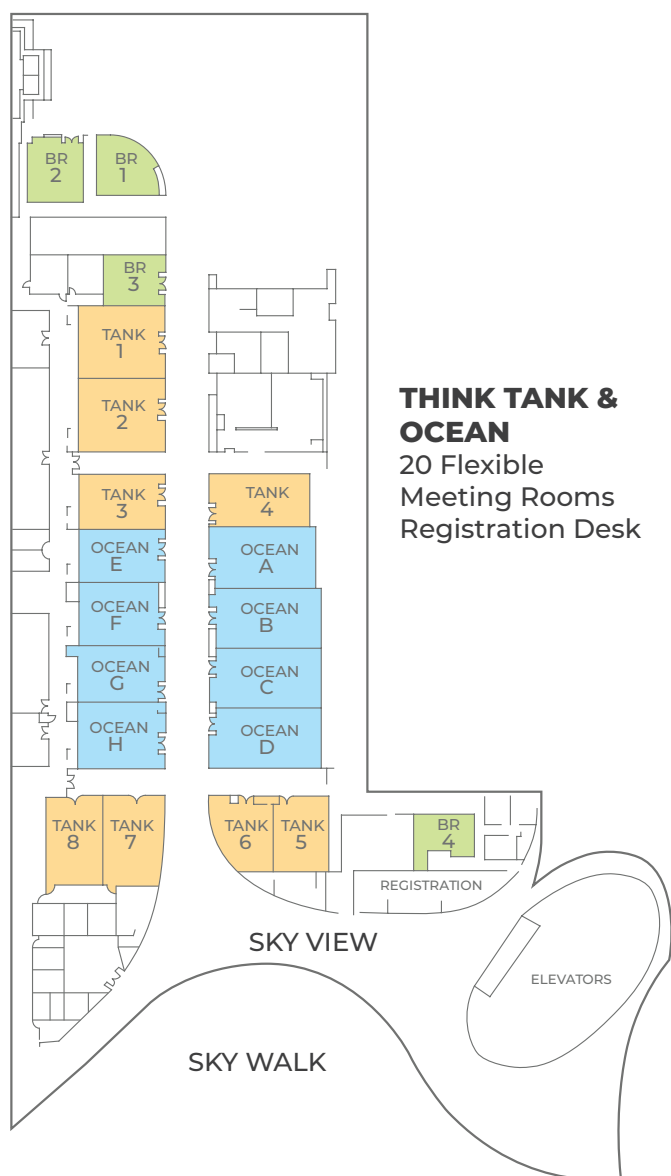 BR
2
BR
1
BR
3
TANK
1
TANK
2
THINK TANK &
OCEAN
20 Flexible
Meeting Rooms
Registration Desk
TANK
3
TANK
4
OCEAN
E
OCEAN
A
OCEAN
F
OCEAN
B
OCEAN
G
OCEAN
C
OCEAN
H
OCEAN
D
TANK
8
TANK
7
TANK
6
TANK
5
BR
4
REGISTRATION
SKY VIEW
ELEVATORS
SKY WALK